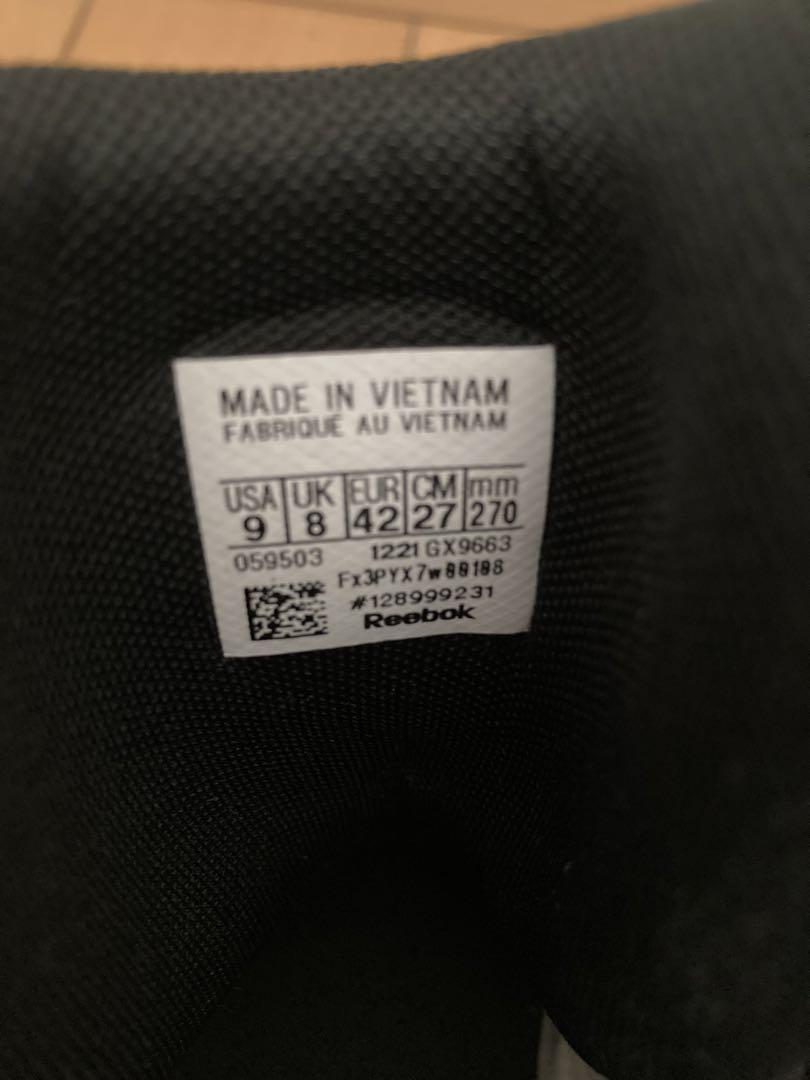 MADE IN VIETNAM
FABRIQUÉ AU VIETNAM
USA UK EUR CM mm
9 8 42 27 270
059503 1221 GX9663
Fx3PYX7w00108
#128999231
Reebok